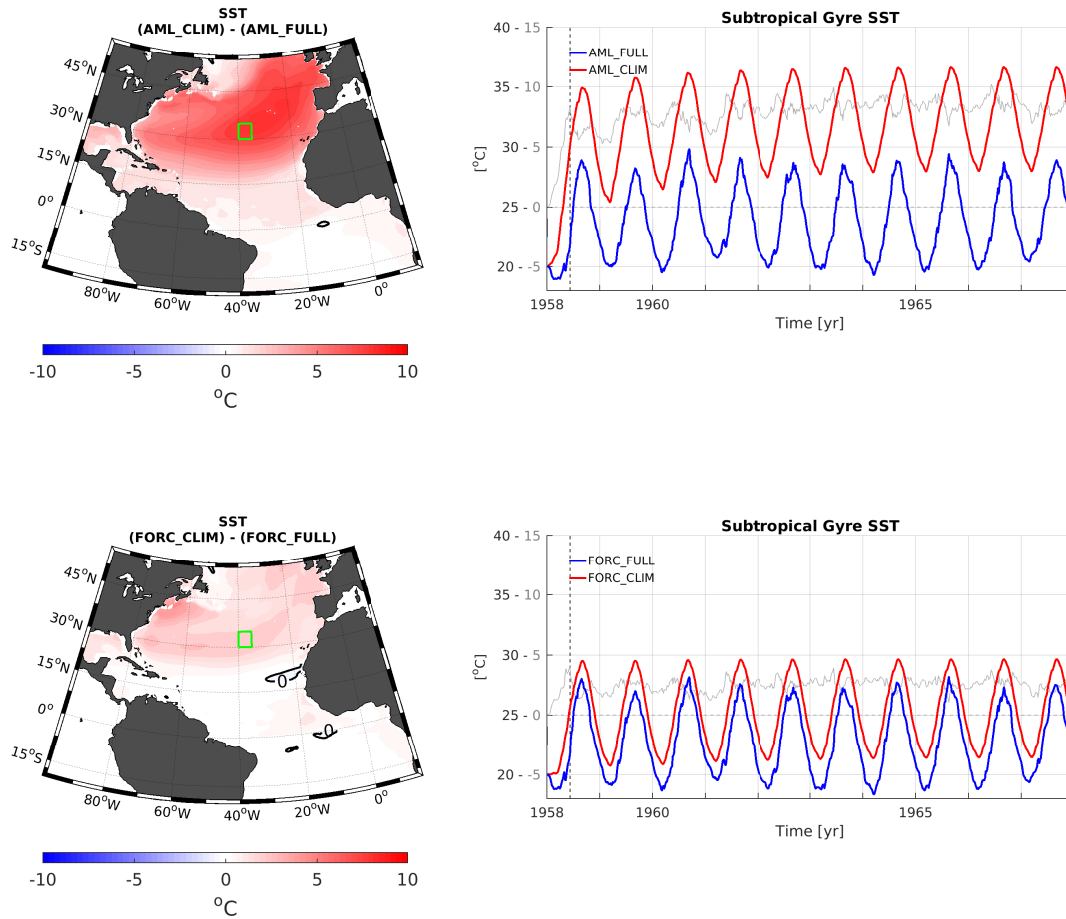 SST
(AML_CLIM) - (AML_FULL)
45°N
30°N
15°N
0°
15°S
80°W
60°W
40°W
20°W
0°
-10
-5
0
5
10
°C
Subtropical Gyre SST
40 - 15
35 - 10
30 - 5
25 - 0
20 - -5
[°C]
AML_FULL
AML_CLIM
1958
1960
1965
Time [yr]
SST
(FORC_CLIM) - (FORC_FULL)
45°N
30°N
15°N
0°
15°S
0
0
80°W
60°W
40°W
20°W
0°
-10
-5
0
5
10
°C
Subtropical Gyre SST
40 - 15
35 - 10
30 - 5
25 - 0
20 - -5
[°C]
FORC_FULL
FORC_CLIM
1958
1960
1965
Time [yr]